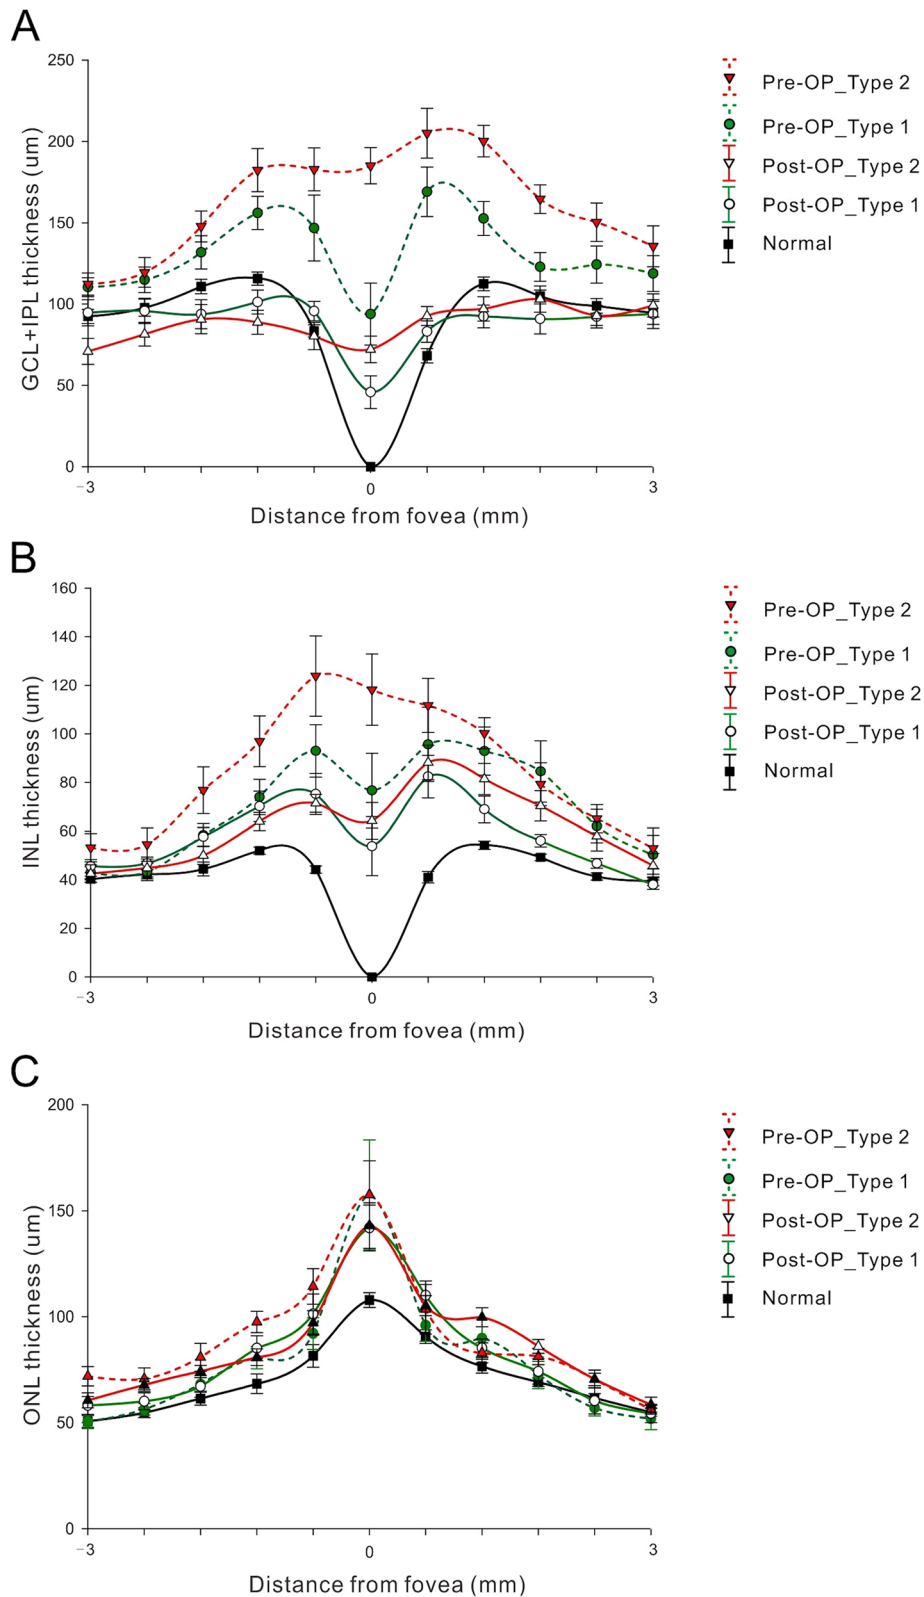 A
250
200
150
100
50
0
GCL+IPL thickness (um)
-3
0
3
Distance from fovea (mm)
Pre-OP_Type 2
Pre-OP_Type 1
Post-OP_Type 2
Post-OP_Type 1
Normal
B
160
140
120
100
80
60
40
20
0
INL thickness (um)
-3
0
3
Distance from fovea (mm)
Pre-OP_Type 2
Pre-OP_Type 1
Post-OP_Type 2
Post-OP_Type 1
Normal
C
200
150
100
50
0
ONL thickness (um)
-3
0
3
Distance from fovea (mm)
Pre-OP_Type 2
Pre-OP_Type 1
Post-OP_Type 2
Post-OP_Type 1
Normal